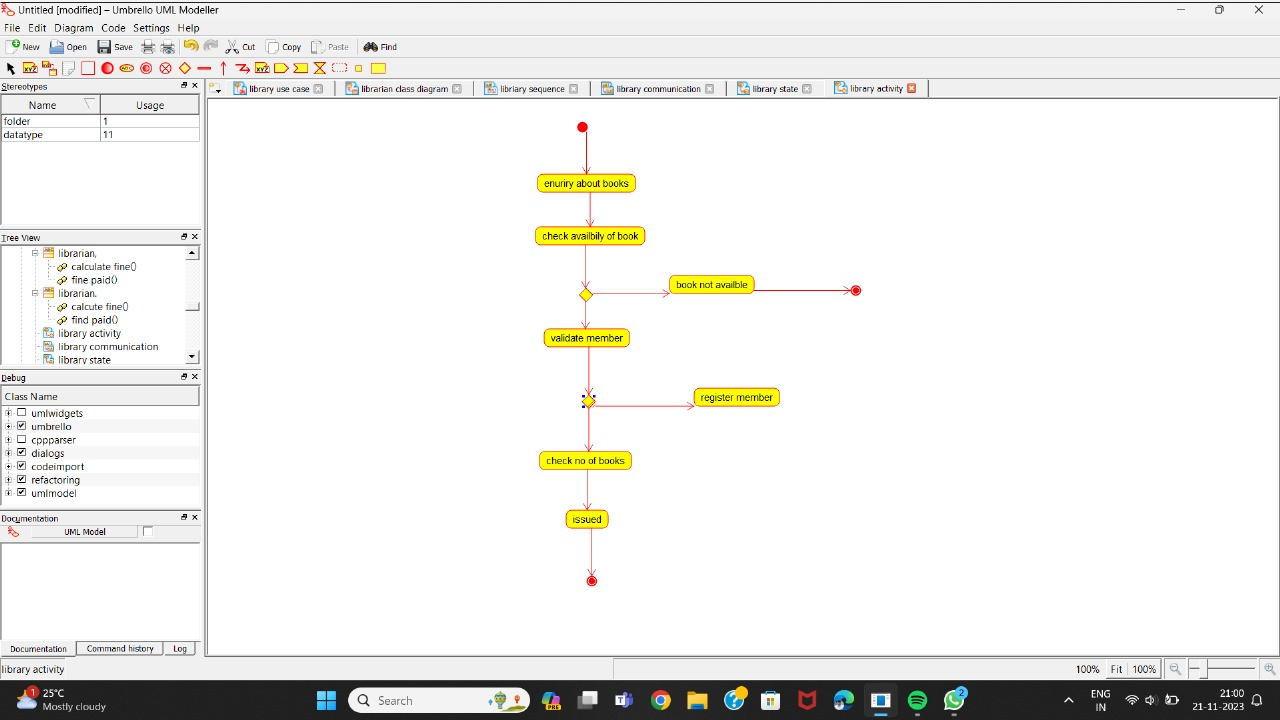 Untitled [modified] – Umbrello UML Modeller
File Edit Diagram Code Settings Help
New Open Save Cut Copy Paste Find
Stereotypes
Name Usage
folder 1
datatype 11
Tree View
librarian,
calculate fine()
fine paid()
librarian.
calcute fine()
find paid()
library activity
library communication
library state
Debug
Class Name
umlwidgets
umbrello
cppparser
dialogs
codeimport
refactoring
umlmodel
Documentation
UML Model
Documentation Command history Log
library activity
library use case librarian class diagram libriary sequence library communication library state library activity
enuriry about books
check availbily of book
book not availble
validate member
register member
check no of books
issued
100% Fit 100%
1 25°C
Mostly cloudy
Search
PRE
2
ENG
IN
21:00
21-11-2023